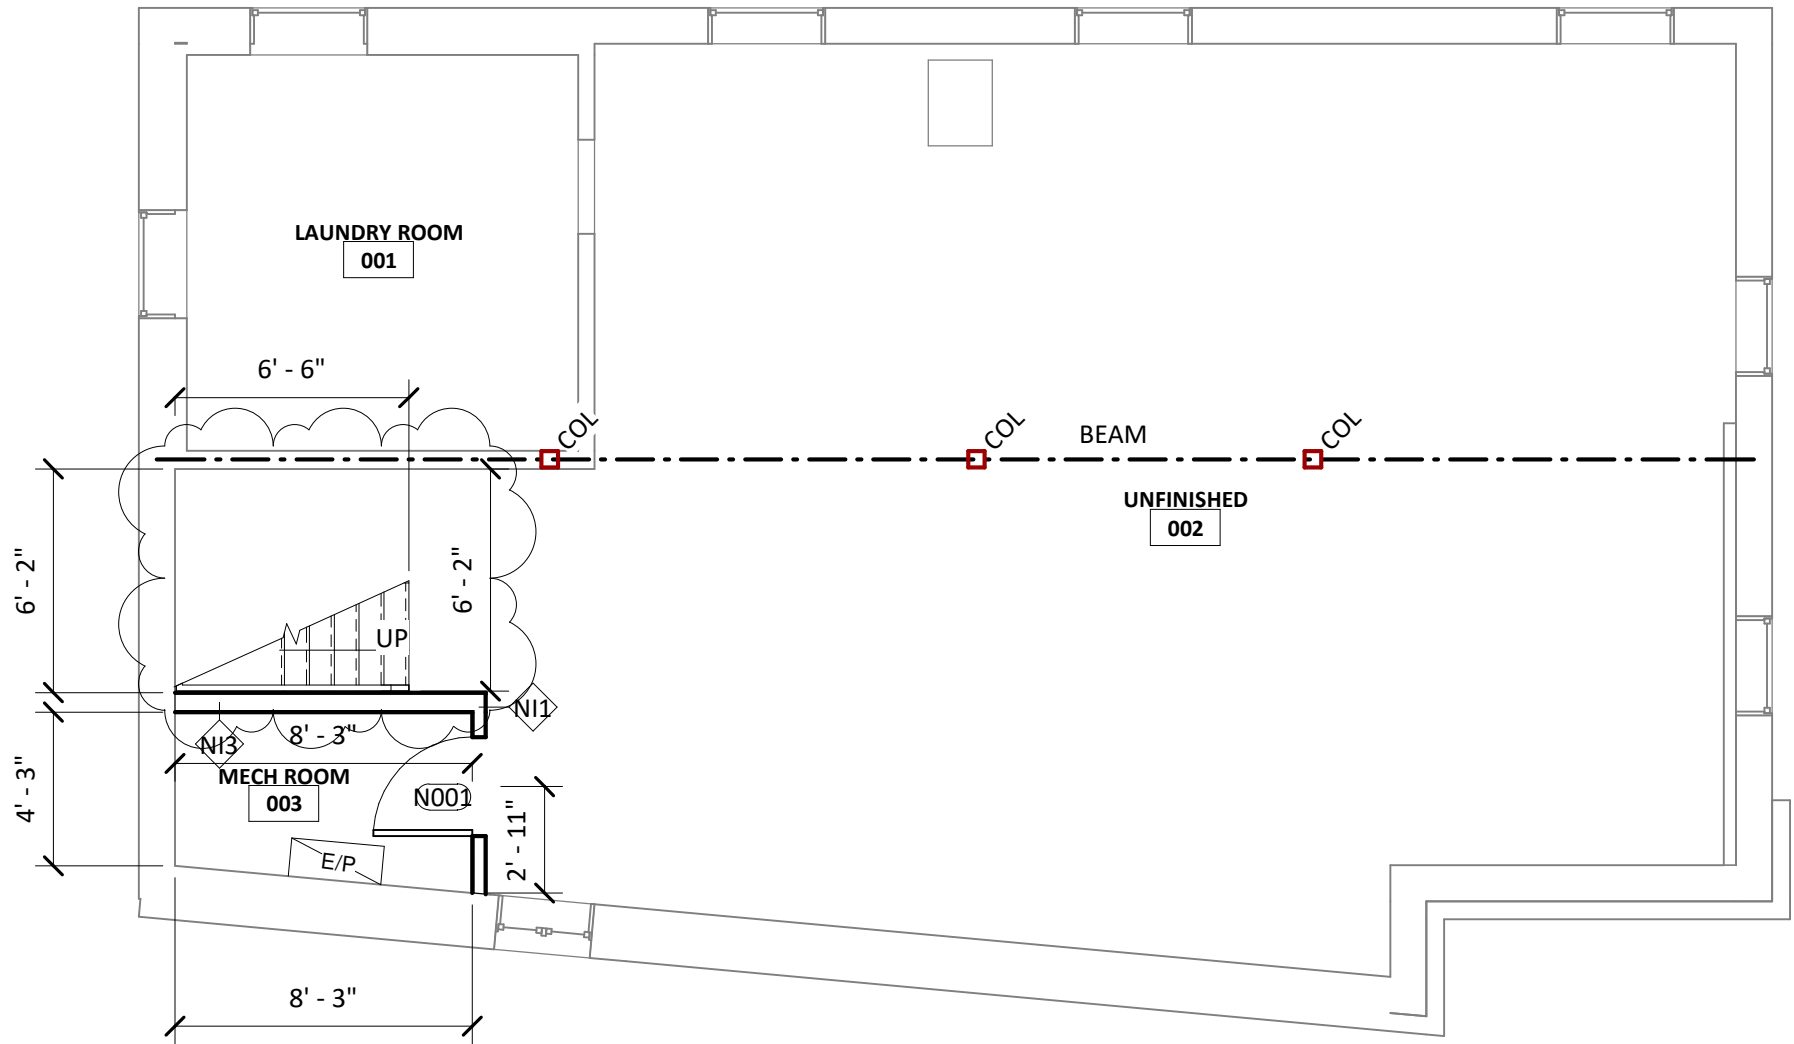 LAUNDRY ROOM
001
6' - 6"
COL
COL
BEAM
COL
UNFINISHED
002
6' - 2"
6' - 2"
UP
NI1
NI3
8' - 3"
MECH ROOM
003
N001
4' - 3"
2' - 11"
E/P
8' - 3"